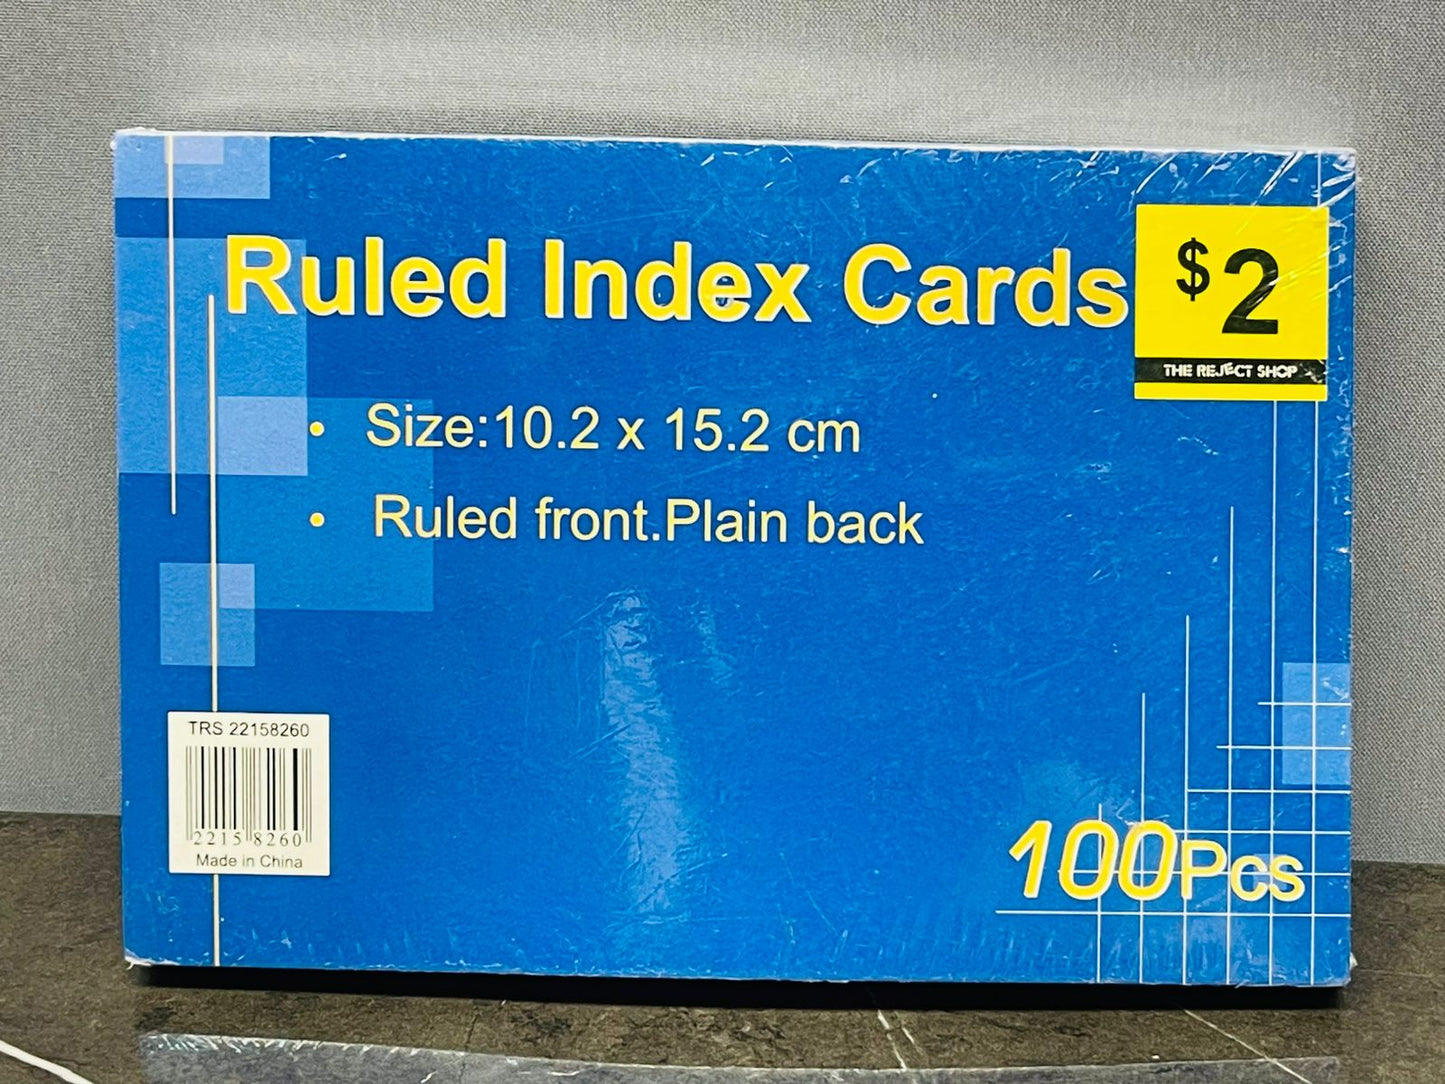 Ruled Index Cards
$2
THE REJECT SHOP
• Size:10.2 x 15.2 cm
• Ruled front.Plain back
TRS 22158260
2215 8260
Made in China
100Pcs